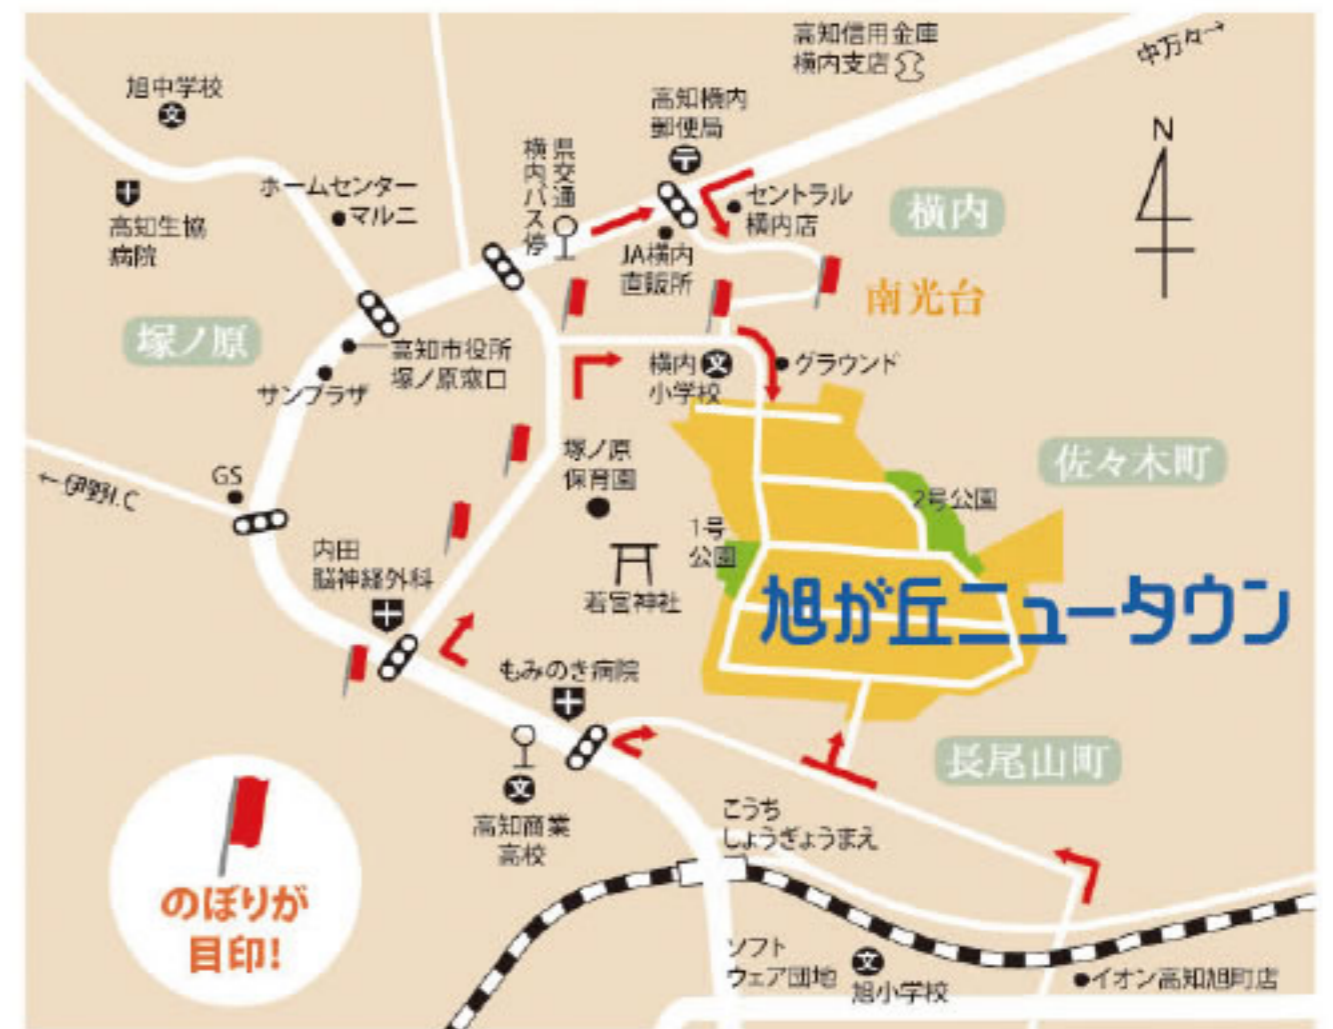 高知信用金庫
横内支店
中万々→
旭中学校
文
高知横内
郵便局
〒
N
県交通
横内バス停
ホームセンター
マルニ
セントラル
横内店
横内
高知生協
病院
JA横内
直販所
南光台
塚ノ原
高知市役所
塚ノ原窓口
サンプラザ
横内
小学校
文
グラウンド
塚ノ原
保育園
佐々木町
←伊野I.C
GS
2号公園
1号
公園
内田
脳神経外科
若宮神社
旭が丘ニュータウン
もみのき病院
長尾山町
文
高知商業
高校
こうち
しょうぎょうまえ
のぼりが
目印!
ソフト
ウェア団地
文
旭小学校
イオン高知旭町店